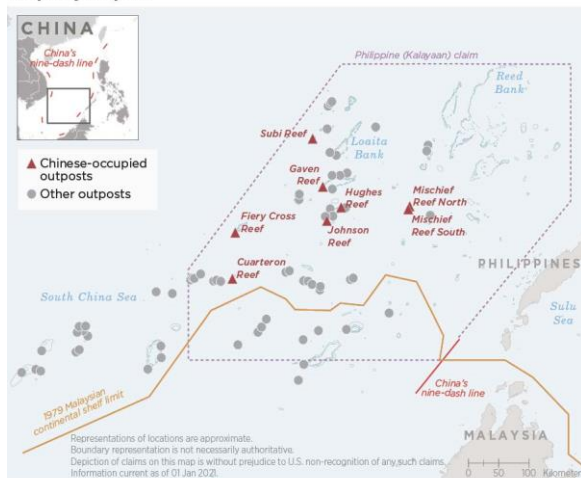 CHINA
China's
nine-dash line
Chinese-occupied
outposts
Other outposts
Philippine (Kalayaan) claim
Reed
Bank
Subi Reef
Loaita
Bank
Gaven
Reef
Hughes
Reef
Mischief
Reef North
Fiery Cross
Reef
Johnson
Reef
Mischief
Reef South
Cuarteron
Reef
PHILIPPINES
South China Sea
Sulu
Sea
China's
nine-dash line
1979 Malaysian
continental shelf limit
MALAYSIA
Representations of locations are approximate.
Boundary representation is not necessarily authoritative.
Depiction of claims on this map is without prejudice to U.S. non-recognition of any such claims.
Information current as of 01 Jan 2021.
0 50 100 Kilometer